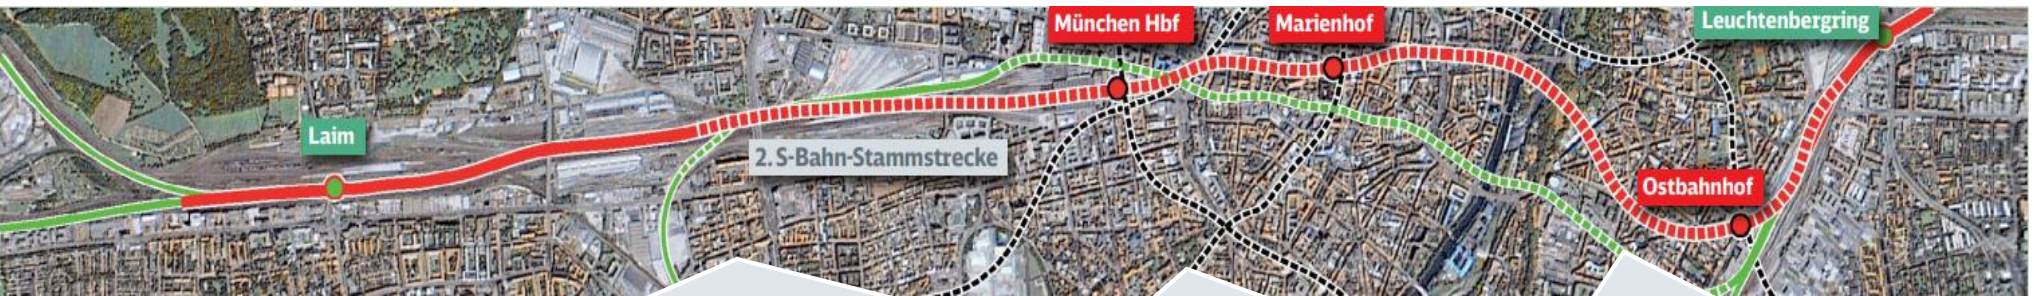 München Hbf
Marienhof
Leuchtenbergring
Laim
2. S-Bahn-Stammstrecke
Ostbahnhof